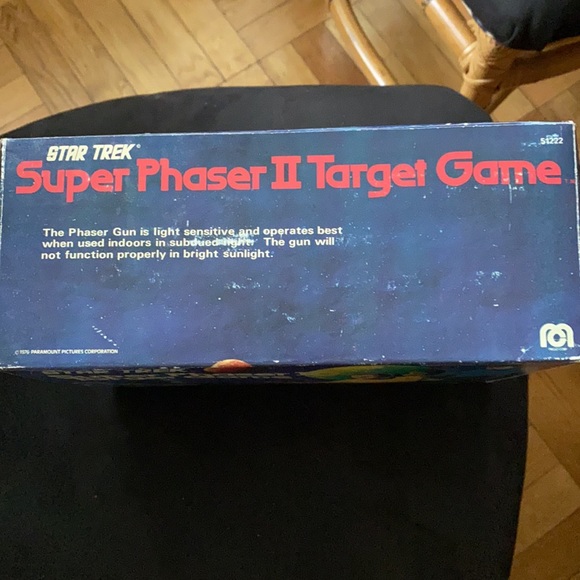 51222
STAR TREK®
Super Phaser II Target Game
The Phaser Gun is light sensitive and operates best
when used indoors in subdued light. The gun will
not function properly in bright sunlight.
© 1976 PARAMOUNT PICTURES CORPORATION